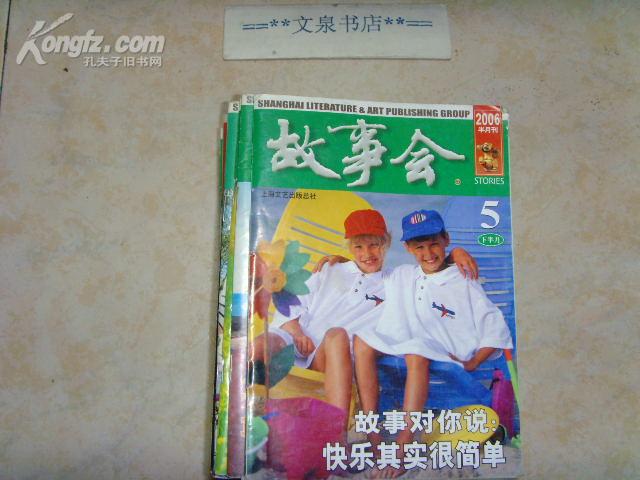 Kongfz.com
孔夫子旧书网
==**文泉书店**==
SHANGHAI LITERATURE & ART PUBLISHING GROUP
故事会
2006
半月刊
STORIES
上海文艺出版总社
5
下半月
故事对你说:
快乐其实很简单